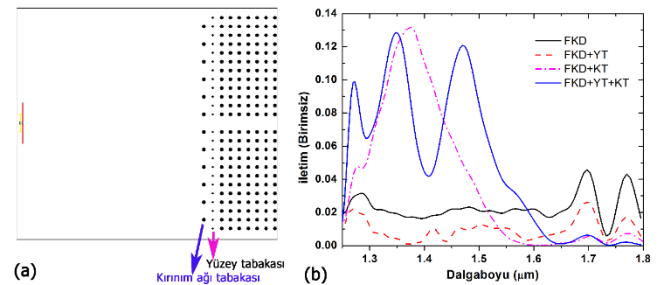 Yüzey tabakası
Kırınım ağı tabakası
(a)
0.14
0.12
0.10
0.08
0.06
0.04
0.02
0.00
iletim (Birimsiz)
FKD
FKD+YT
FKD+KT
FKD+YT+KT
1.3
1.4
1.5
1.6
1.7
1.8
Dalgaboyu (μm)
(b)